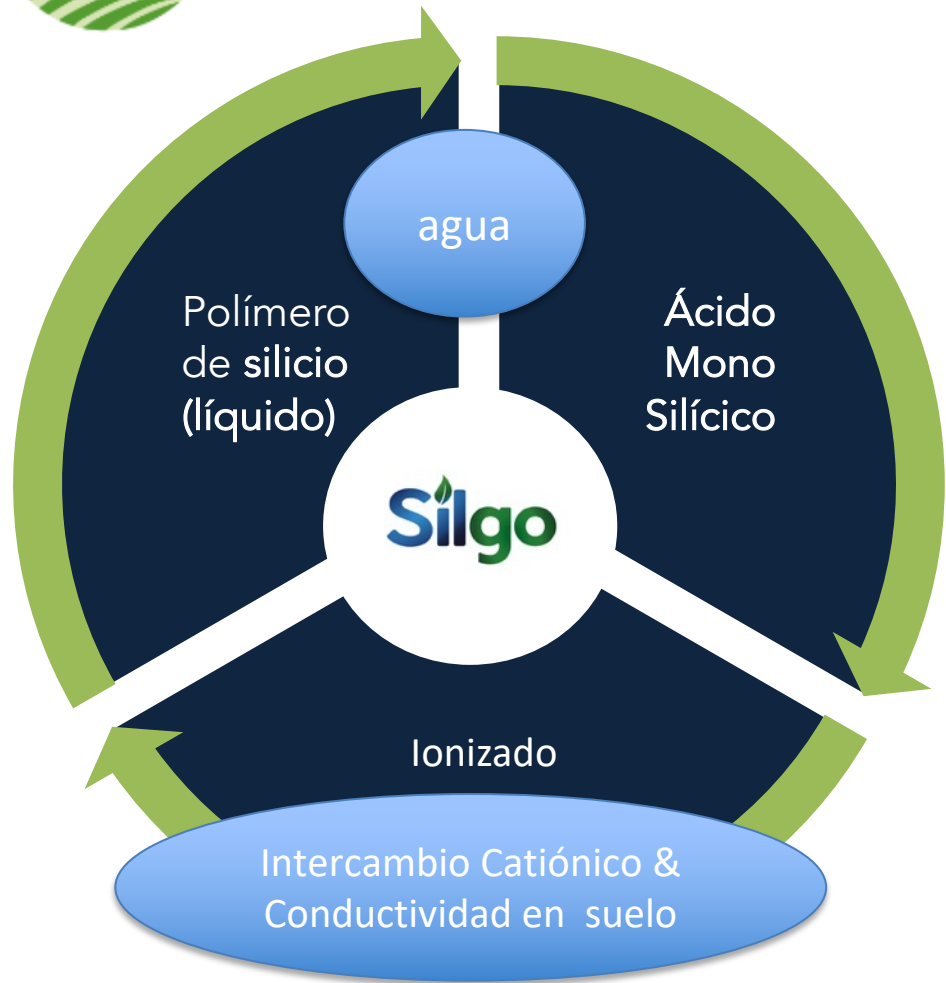 agua
Polímero
de silicio
(líquido)
Ácido
Mono
Silícico
Silgo
Ionizado
Intercambio Catiónico &
Conductividad en suelo